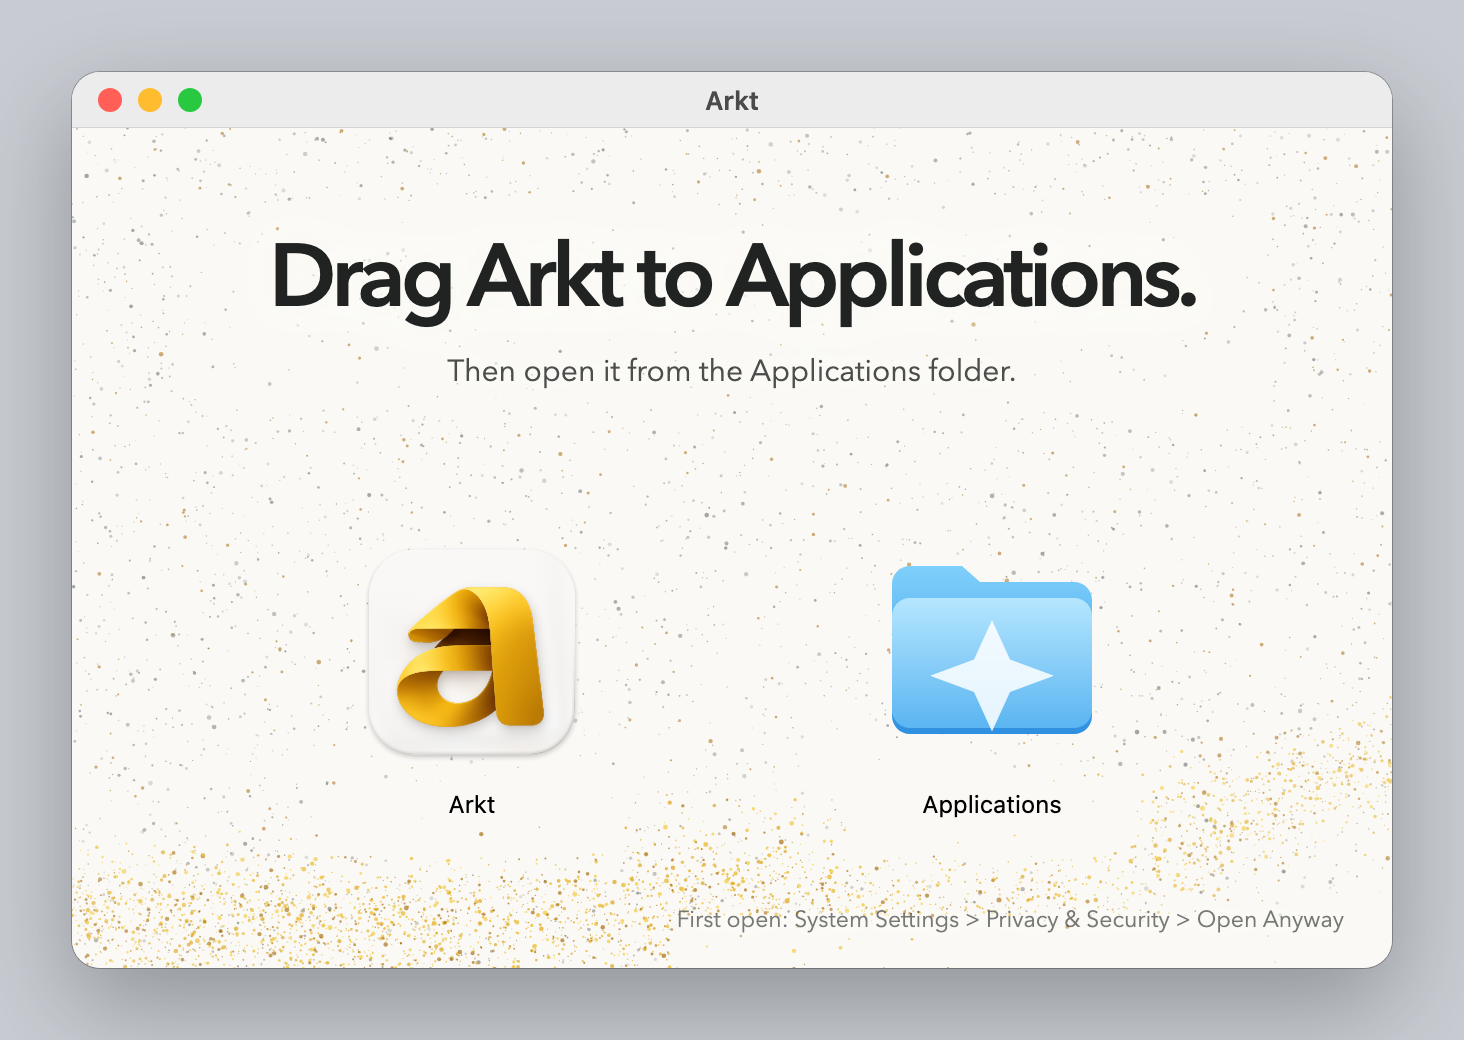 Arkt
Drag Arkt to Applications.
Then open it from the Applications folder.
Arkt
Applications
First open: System Settings > Privacy & Security > Open Anyway